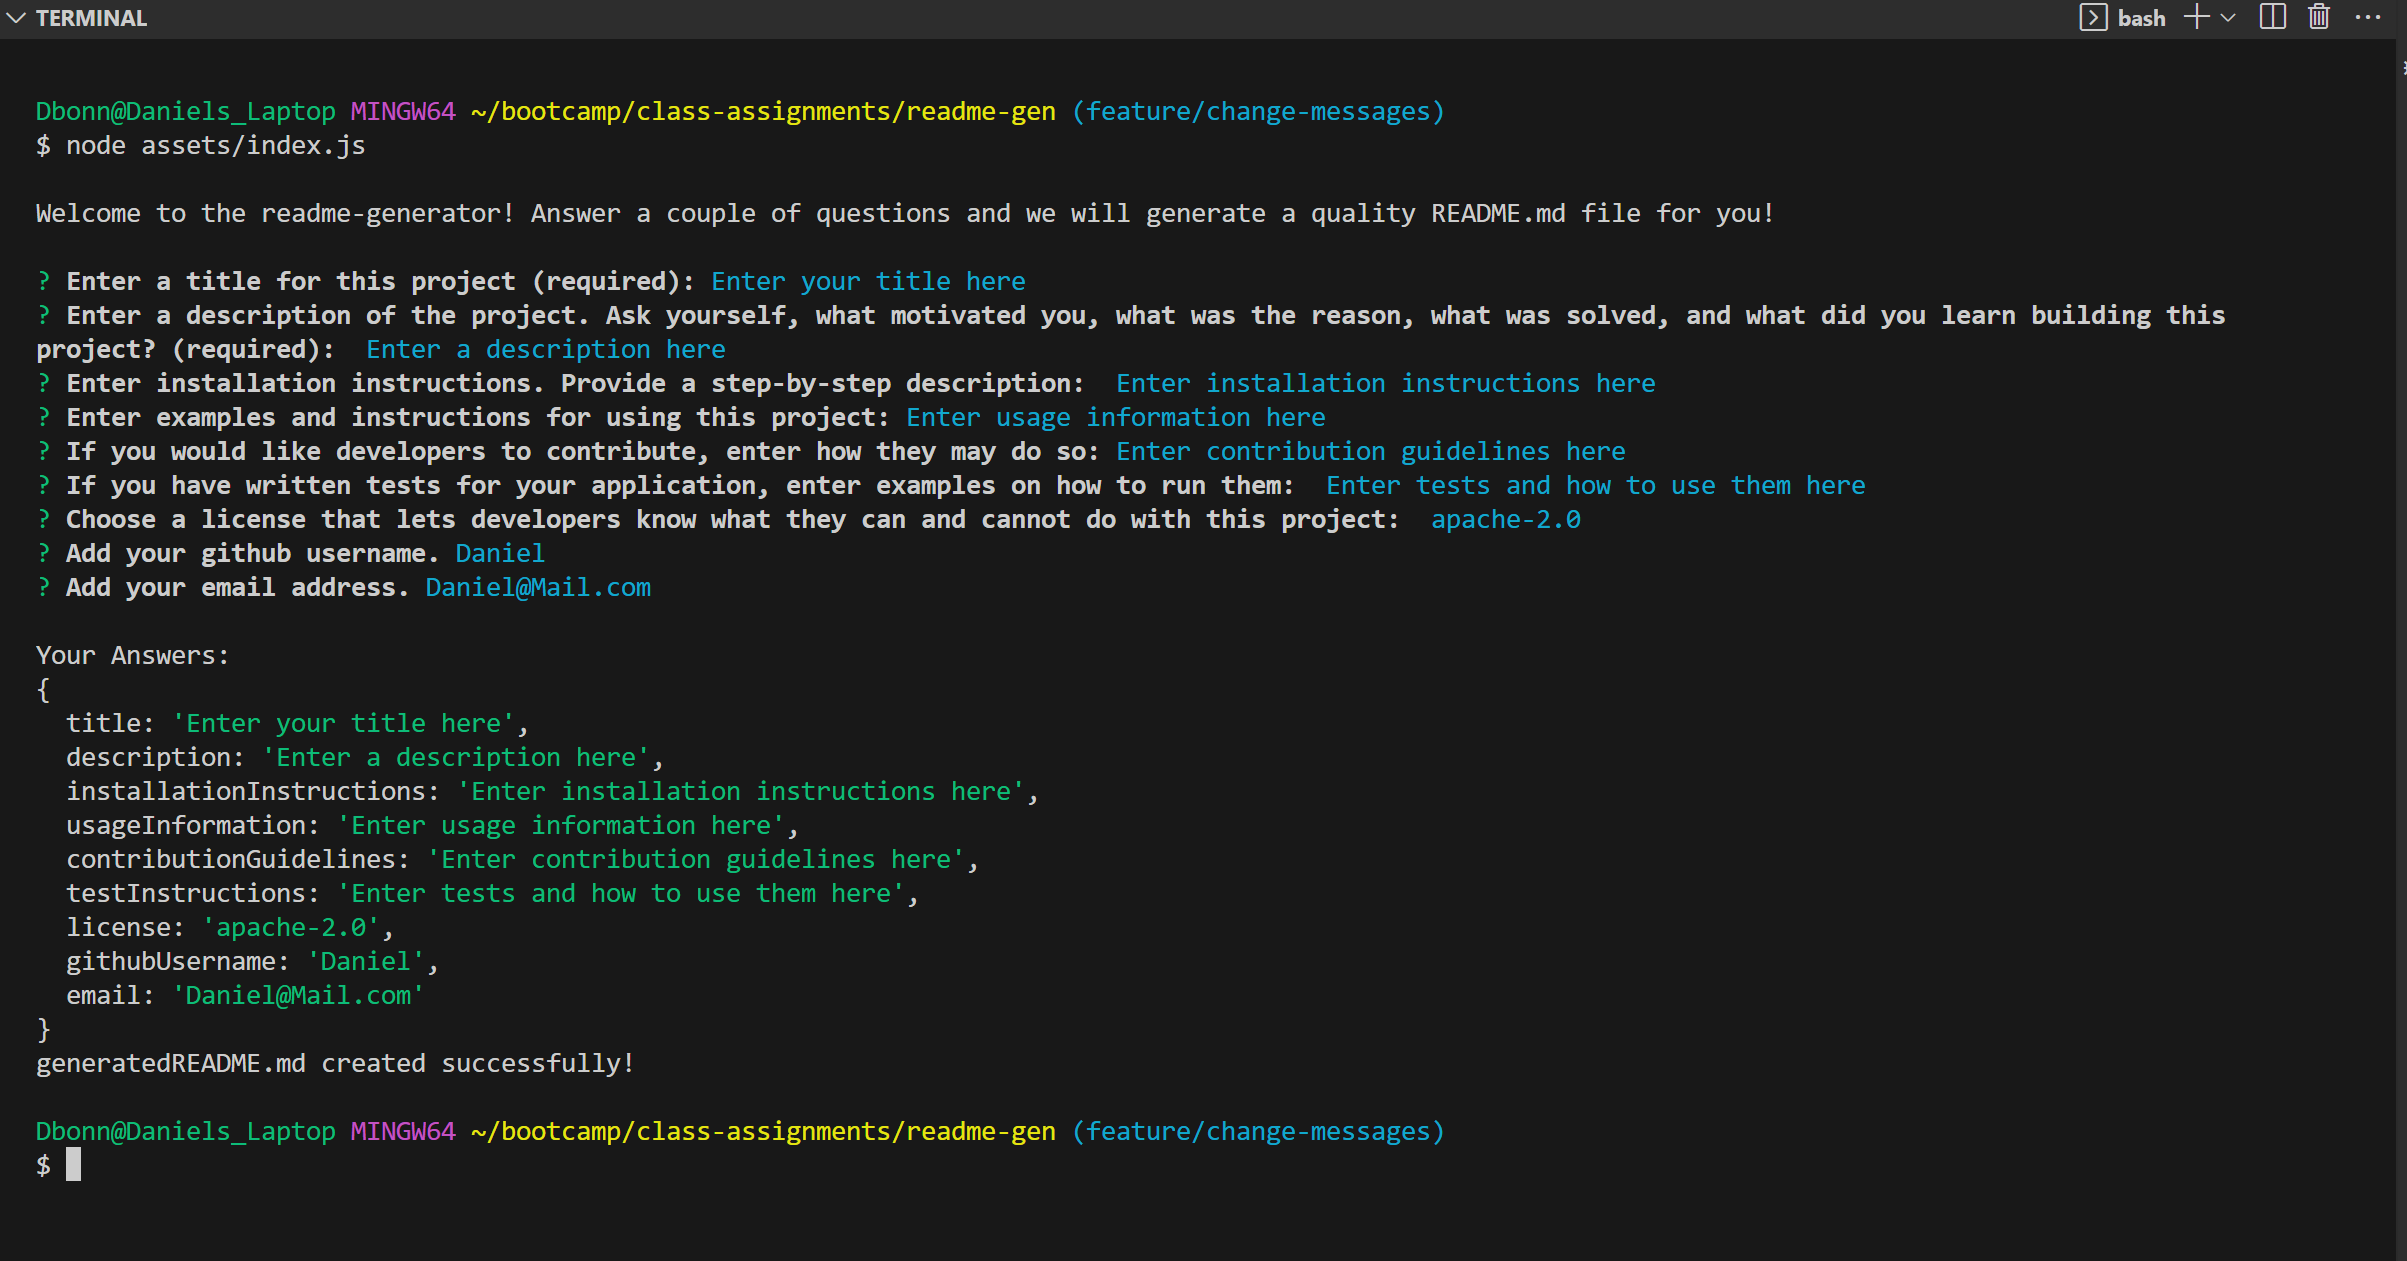 TERMINAL
bash
Dbonn@Daniels_Laptop MINGW64 ~/bootcamp/class-assignments/readme-gen (feature/change-messages)
$ node assets/index.js
Welcome to the readme-generator! Answer a couple of questions and we will generate a quality README.md file for you!
? Enter a title for this project (required): Enter your title here
? Enter a description of the project. Ask yourself, what motivated you, what was the reason, what was solved, and what did you learn building this
project? (required):  Enter a description here
? Enter installation instructions. Provide a step-by-step description:  Enter installation instructions here
? Enter examples and instructions for using this project: Enter usage information here
? If you would like developers to contribute, enter how they may do so: Enter contribution guidelines here
? If you have written tests for your application, enter examples on how to run them:  Enter tests and how to use them here
? Choose a license that lets developers know what they can and cannot do with this project:  apache-2.0
? Add your github username. Daniel
? Add your email address. Daniel@Mail.com
Your Answers:
{
  title: 'Enter your title here',
  description: 'Enter a description here',
  installationInstructions: 'Enter installation instructions here',
  usageInformation: 'Enter usage information here',
  contributionGuidelines: 'Enter contribution guidelines here',
  testInstructions: 'Enter tests and how to use them here',
  license: 'apache-2.0',
  githubUsername: 'Daniel',
  email: 'Daniel@Mail.com'
}
generatedREADME.md created successfully!
Dbonn@Daniels_Laptop MINGW64 ~/bootcamp/class-assignments/readme-gen (feature/change-messages)
$